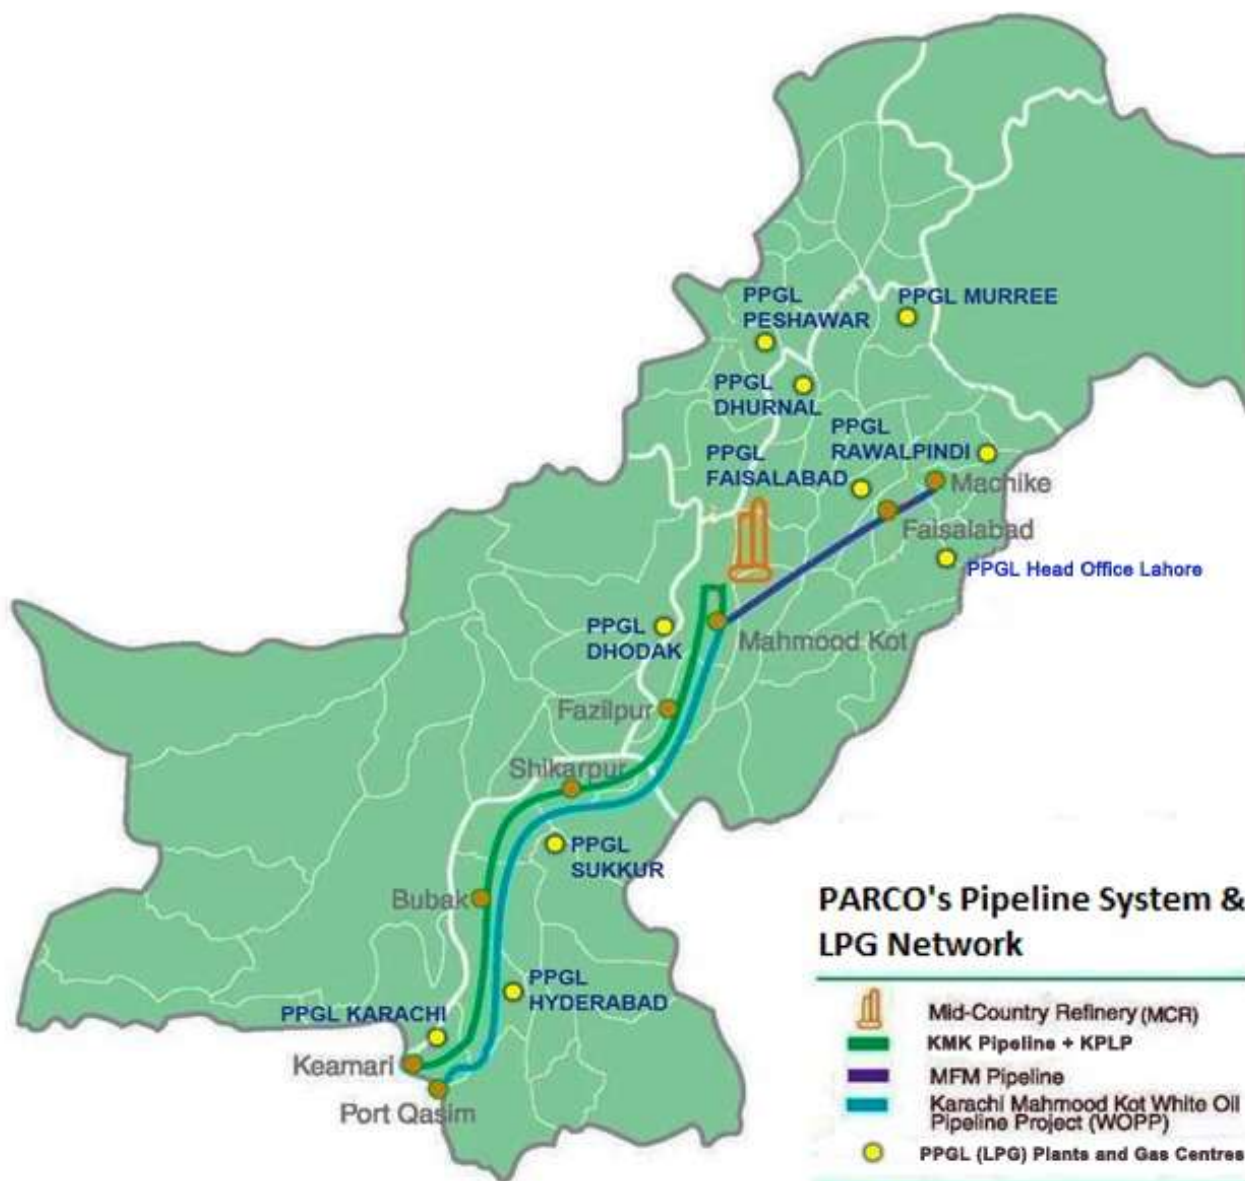 PPGL
PESHAWAR
PPGL MURREE
PPGL
DHURNAL
PPGL
RAWALPINDI
PPGL
FAISALABAD
Machike
Faisalabad
PPGL Head Office Lahore
PPGL
DHODAK
Mahmood Kot
Fazilpur
Shikarpur
PPGL
SUKKUR
Bubak
PPGL
HYDERABAD
PPGL KARACHI
Keamari
Port Qasim
PARCO's Pipeline System &
LPG Network
Mid-Country Refinery (MCR)
KMK Pipeline + KPLP
MFM Pipeline
Karachi Mahmood Kot White Oil
Pipeline Project (WOPP)
PPGL (LPG) Plants and Gas Centres